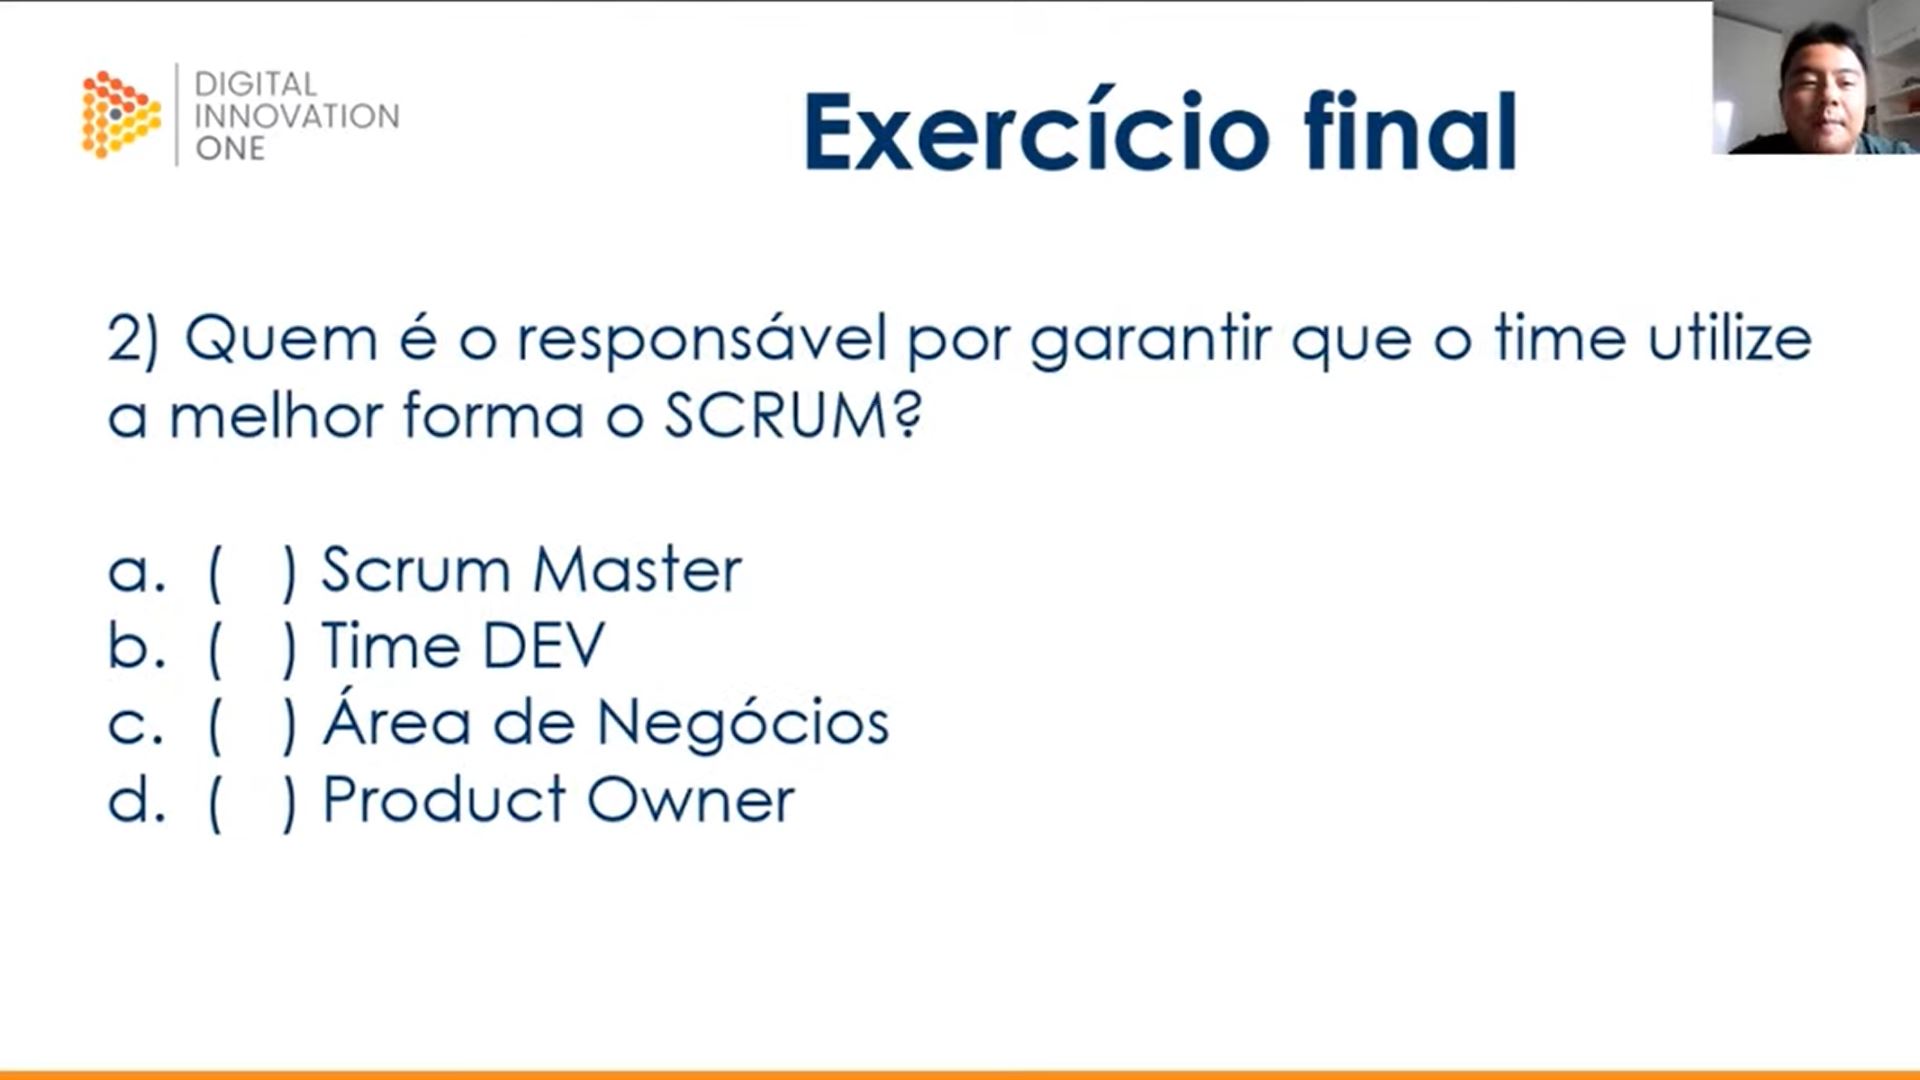 DIGITAL
INNOVATION
ONE
Exercício final
2) Quem é o responsável por garantir que o time utilize
a melhor forma o SCRUM?
a. (   ) Scrum Master
b. (   ) Time DEV
c. (   ) Área de Negócios
d. (   ) Product Owner